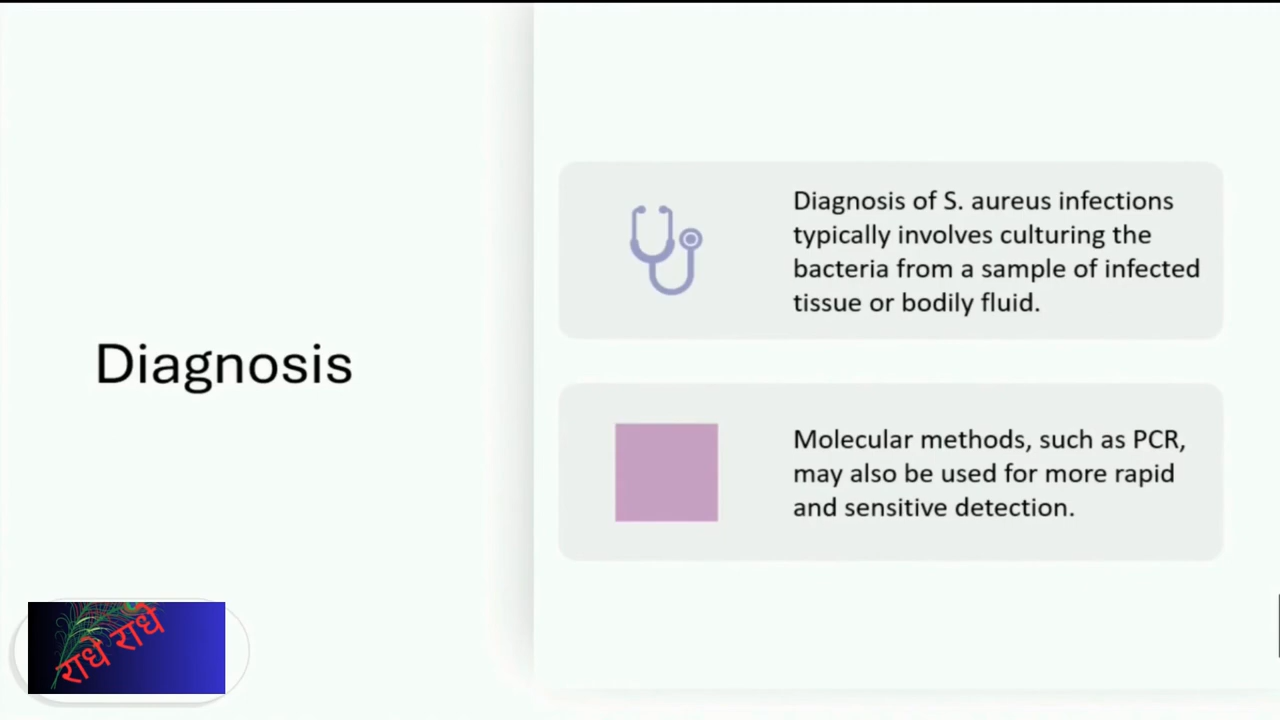 Diagnosis
Diagnosis of S. aureus infections
typically involves culturing the
bacteria from a sample of infected
tissue or bodily fluid.
Molecular methods, such as PCR,
may also be used for more rapid
and sensitive detection.
राधे राधे